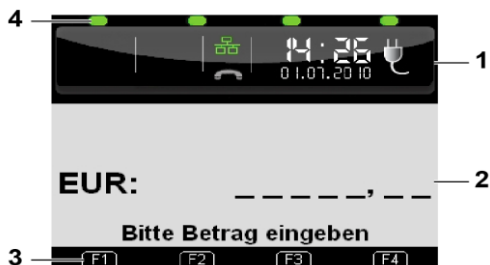 4
14:26
1
01.07.2010
EUR: _ _ _ _ _, _ _
2
Bitte Betrag eingeben
3
F1 F2 F3 F4